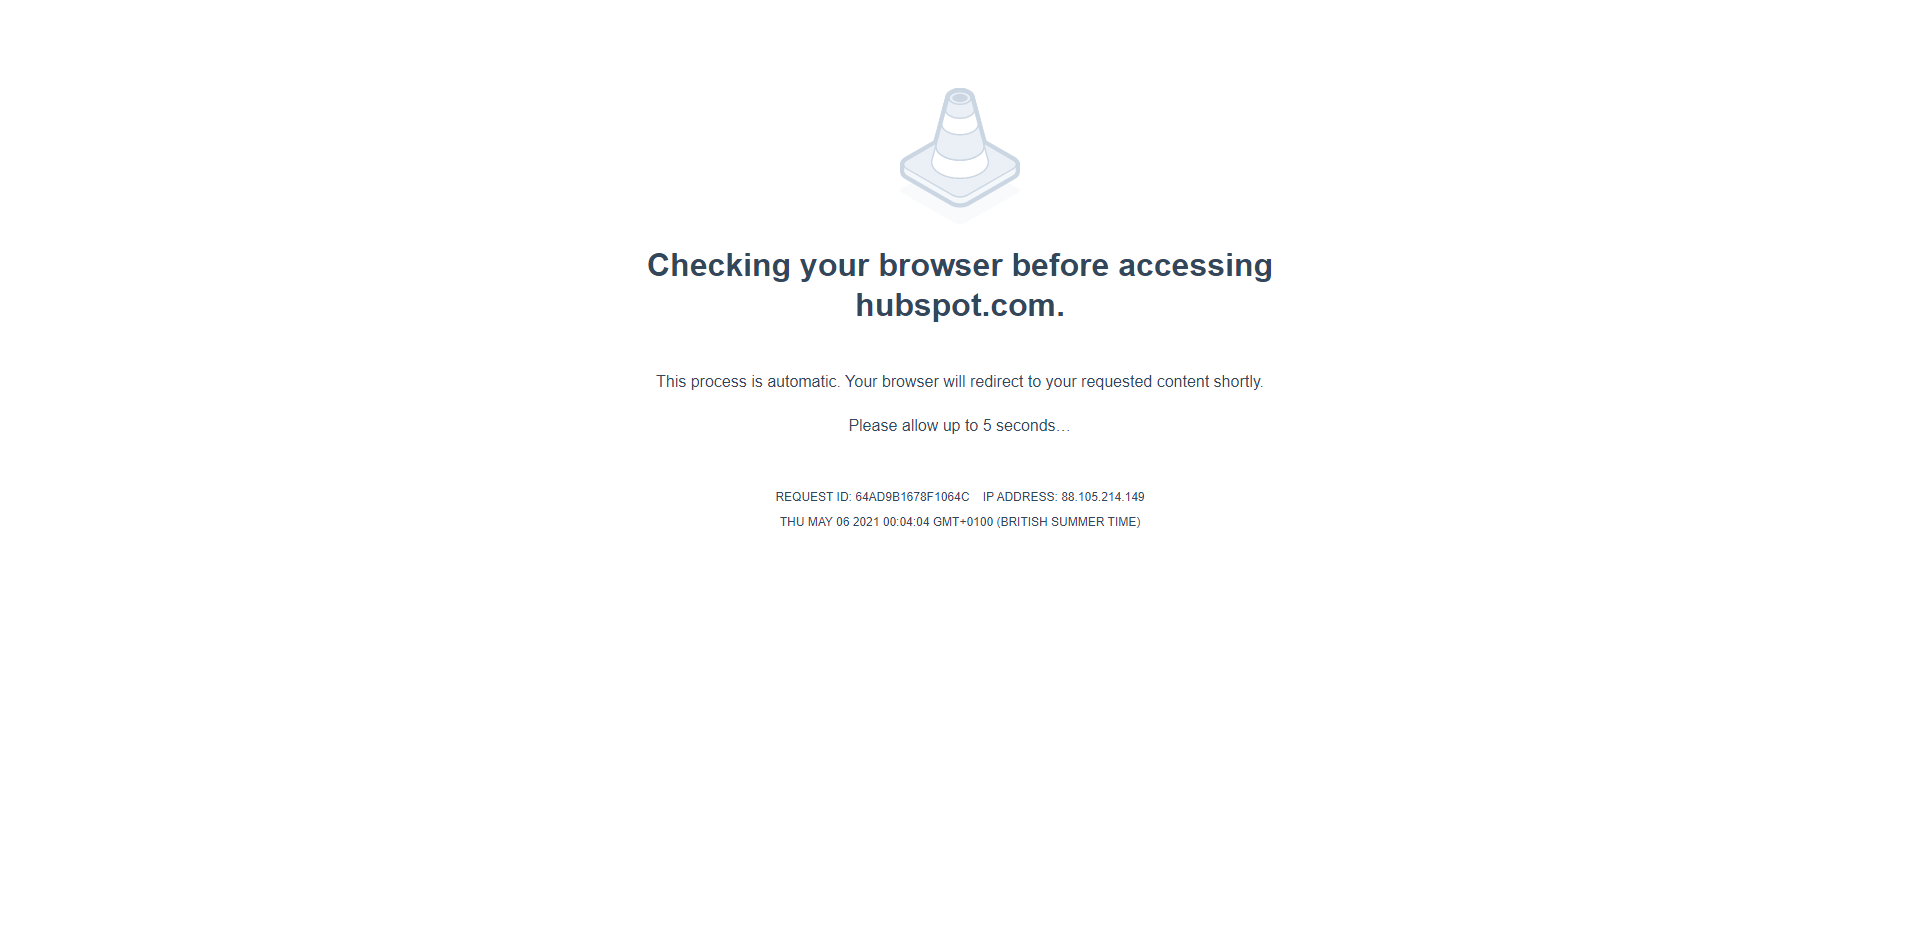 Checking your browser before accessing
hubspot.com.
This process is automatic. Your browser will redirect to your requested content shortly.
Please allow up to 5 seconds…
REQUEST ID: 64AD9B1678F1064C IP ADDRESS: 88.105.214.149
THU MAY 06 2021 00:04:04 GMT+0100 (BRITISH SUMMER TIME)